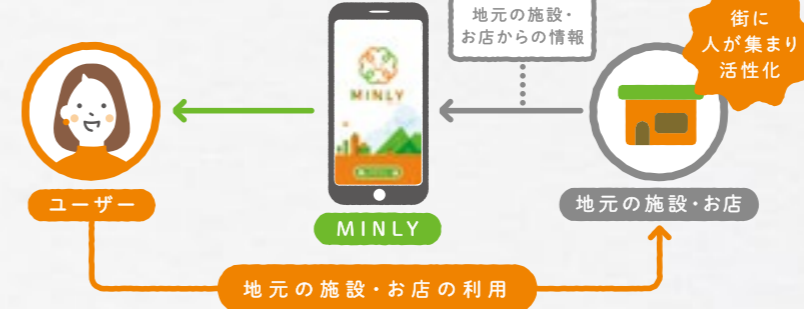 地元の施設・
お店からの情報
街に
人が集まり
活性化
MINLY
ユーザー
MINLY
地元の施設・お店
地元の施設・お店の利用